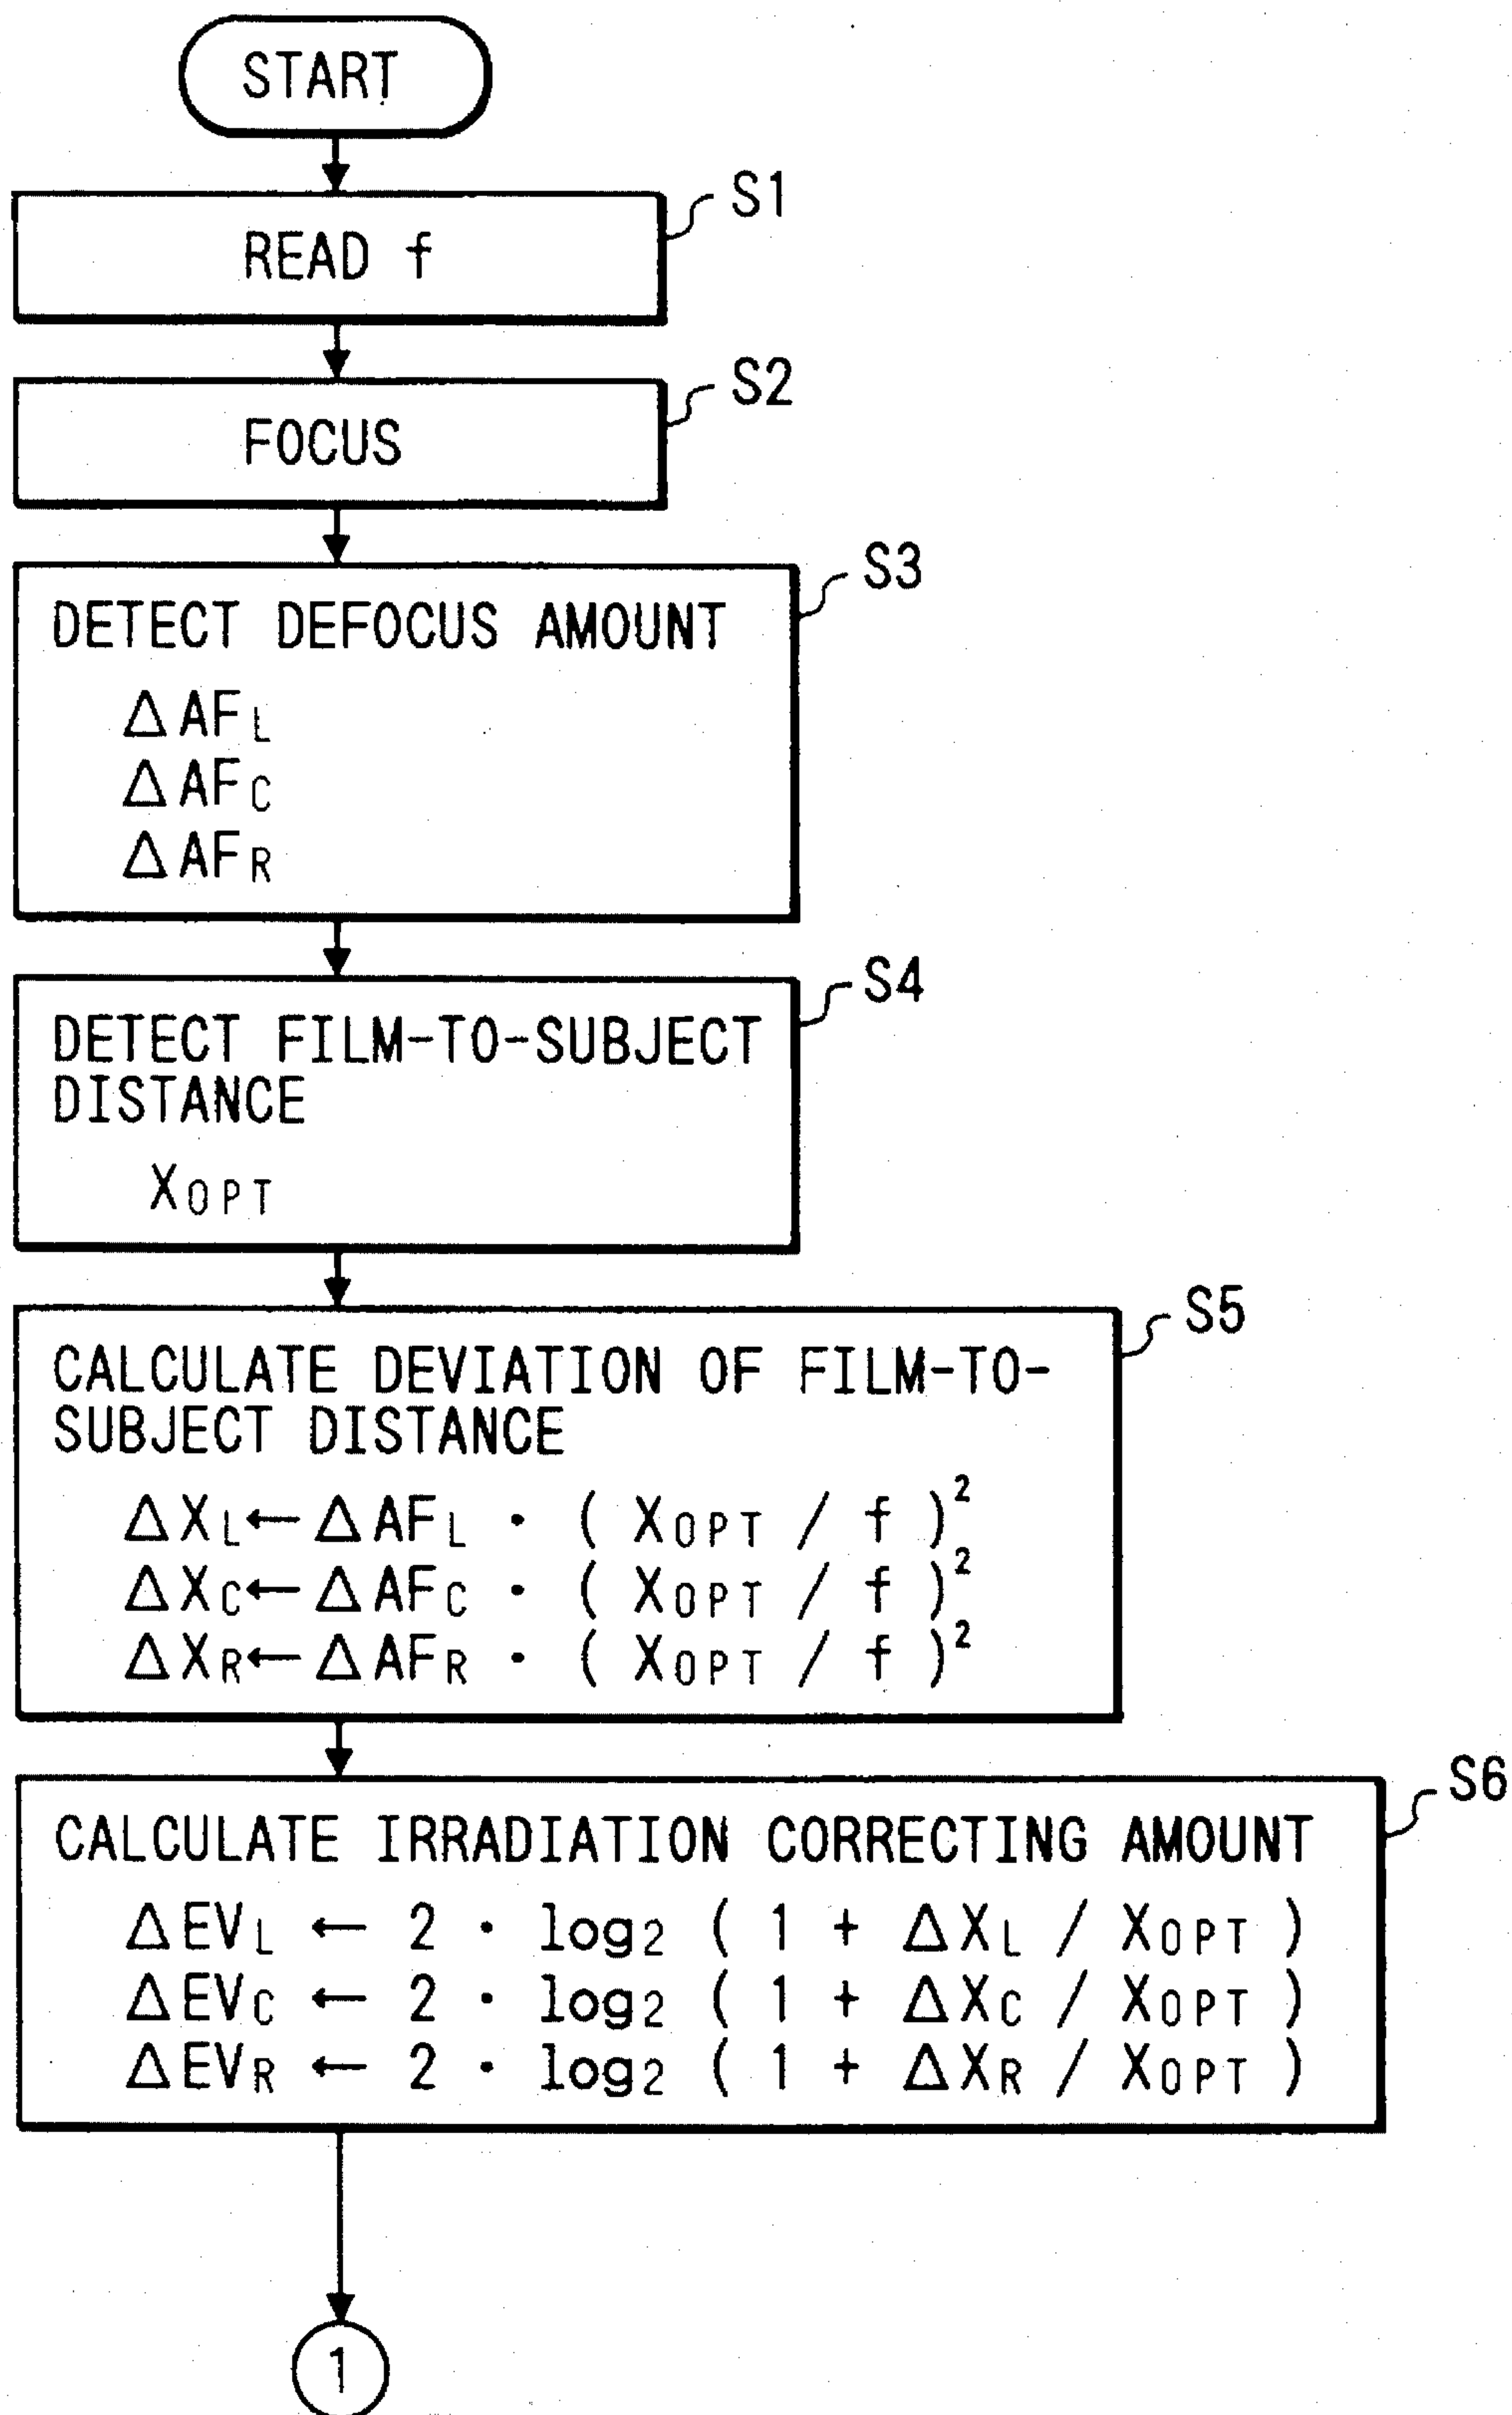 START
S1
READ f
S2
FOCUS
S3
DETECT DEFOCUS AMOUNT
ΔAFL
ΔAFC
ΔAFR
S4
DETECT FILM-TO-SUBJECT
DISTANCE
XOPT
S5
CALCULATE DEVIATION OF FILM-TO-
SUBJECT DISTANCE
ΔXL←ΔAFL · ( XOPT / f )²
ΔXC←ΔAFC · ( XOPT / f )²
ΔXR←ΔAFR · ( XOPT / f )²
S6
CALCULATE IRRADIATION CORRECTING AMOUNT
ΔEVL ← 2 · log2 ( 1 + ΔXL / XOPT )
ΔEVC ← 2 · log2 ( 1 + ΔXC / XOPT )
ΔEVR ← 2 · log2 ( 1 + ΔXR / XOPT )
1